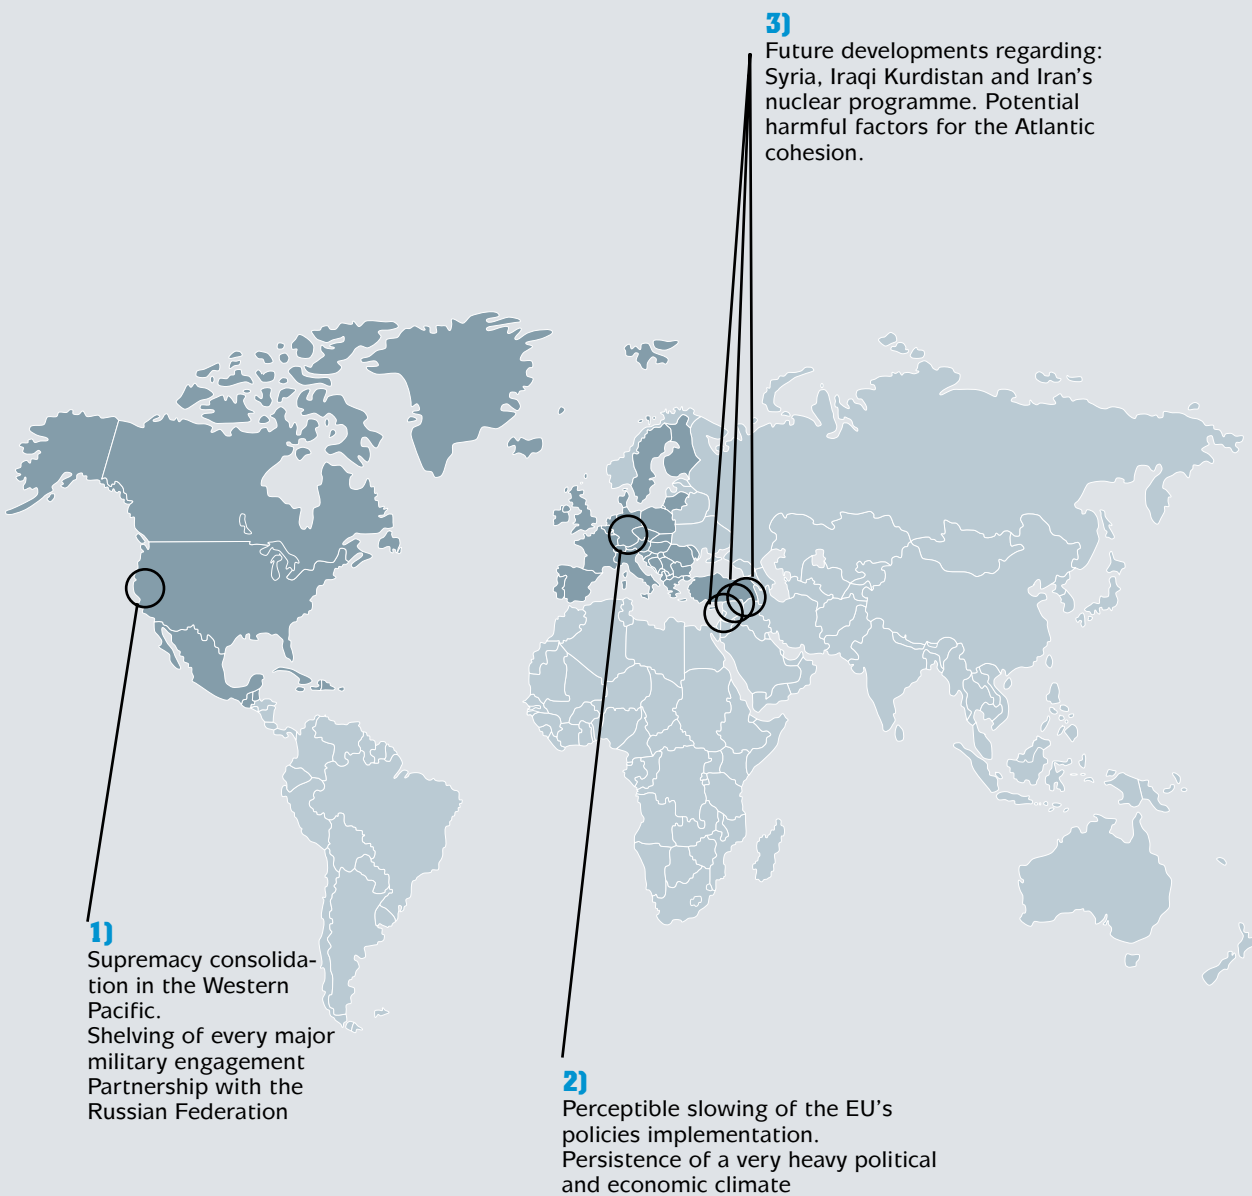 3)
Future developments regarding:
Syria, Iraqi Kurdistan and Iran's
nuclear programme. Potential
harmful factors for the Atlantic
cohesion.
1)
Supremacy consolida-
tion in the Western
Pacific.
Shelving of every major
military engagement
Partnership with the
Russian Federation
2)
Perceptible slowing of the EU's
policies implementation.
Persistence of a very heavy political
and economic climate